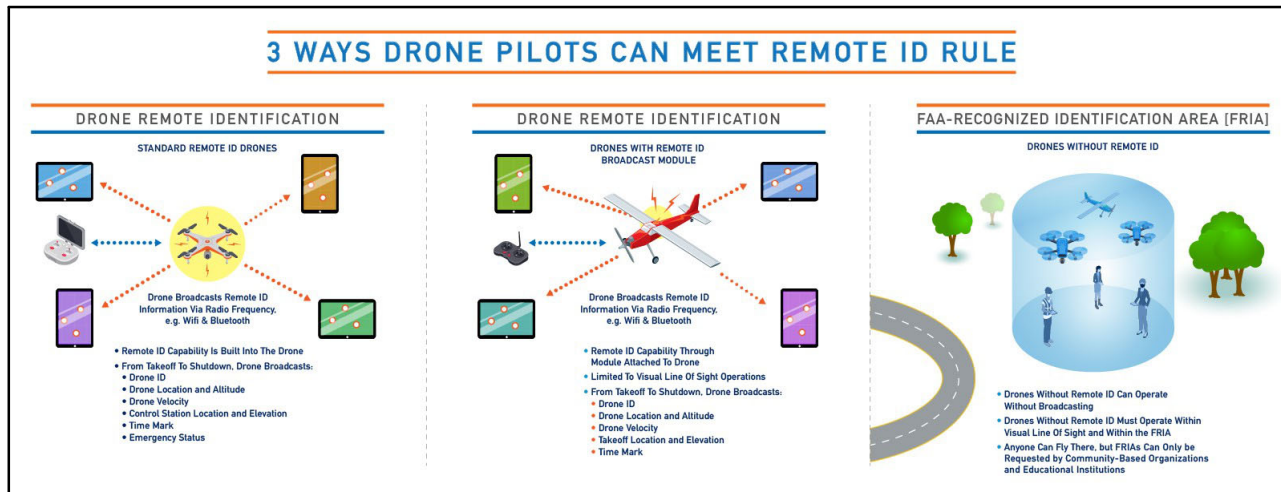 3 WAYS DRONE PILOTS CAN MEET REMOTE ID RULE
DRONE REMOTE IDENTIFICATION
STANDARD REMOTE ID DRONES
Drone Broadcasts Remote ID
Information Via Radio Frequency,
e.g. Wifi & Bluetooth
• Remote ID Capability Is Built Into The Drone
• From Takeoff To Shutdown, Drone Broadcasts:
• Drone ID
• Drone Location and Altitude
• Drone Velocity
• Control Station Location and Elevation
• Time Mark
• Emergency Status
DRONE REMOTE IDENTIFICATION
DRONES WITH REMOTE ID
BROADCAST MODULE
Drone Broadcasts Remote ID
Information Via Radio Frequency,
e.g. Wifi & Bluetooth
• Remote ID Capability Through
Module Attached To Drone
• Limited To Visual Line Of Sight Operations
• From Takeoff To Shutdown, Drone Broadcasts:
• Drone ID
• Drone Location and Altitude
• Drone Velocity
• Takeoff Location and Elevation
• Time Mark
FAA-RECOGNIZED IDENTIFICATION AREA [FRIA]
DRONES WITHOUT REMOTE ID
• Drones Without Remote ID Can Operate
Without Broadcasting
• Drones Without Remote ID Must Operate Within
Visual Line Of Sight and Within the FRIA
• Anyone Can Fly There, but FRIAs Can Only be
Requested by Community-Based Organizations
and Educational Institutions